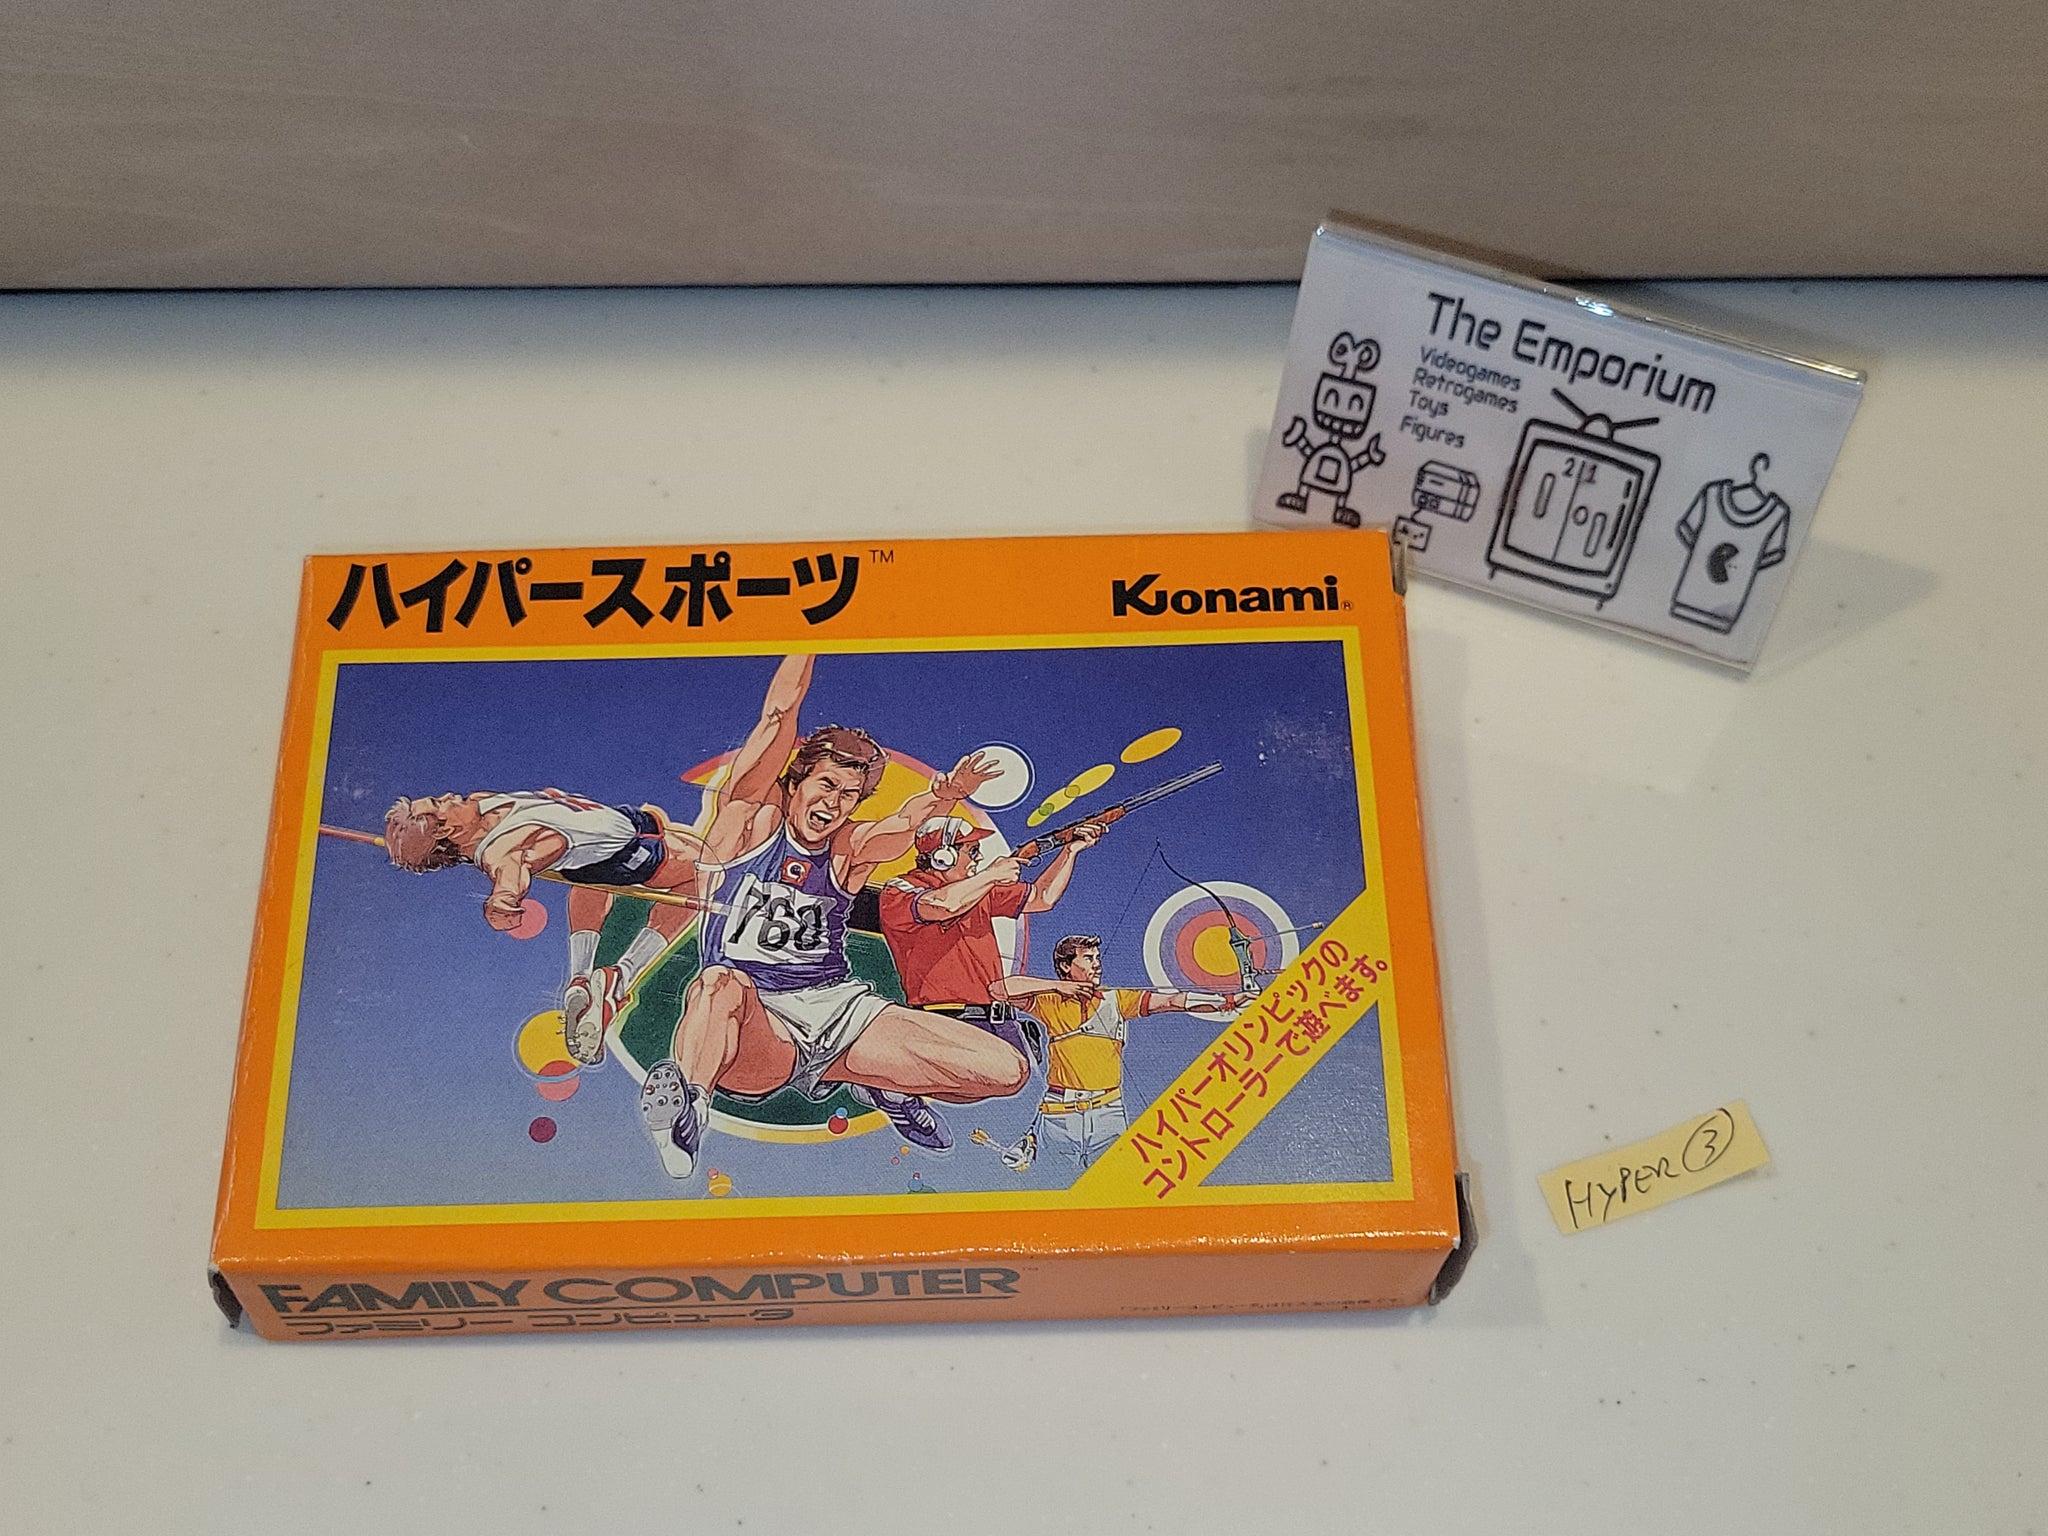 The Emporium
Videogames
Retrogames
Toys
Figures
2 1
ハイパースポーツ™
Konami®
760
ハイパーオリンピックの
コントローラーで遊べます。
HYPER ③
FAMILY COMPUTER™
ファミリー コンピュータ™